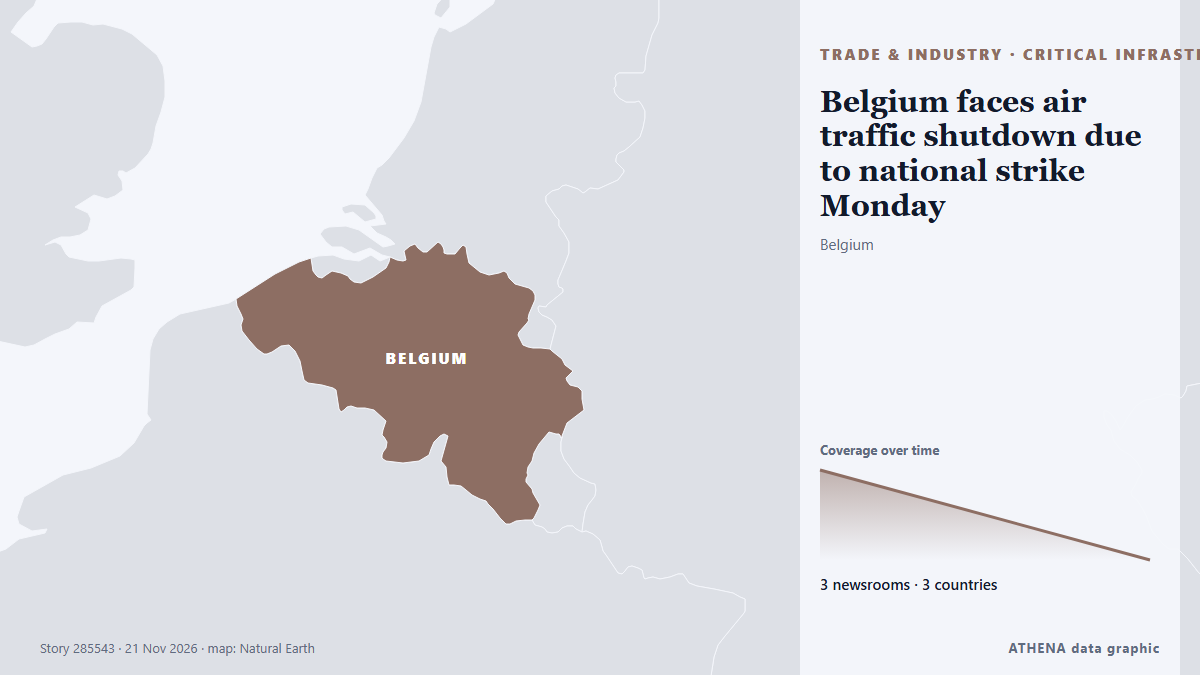 TRADE & INDUSTRY · CRITICAL
Belgium faces air
traffic shutdown due
to national strike
Monday
Belgium
BELGIUM
Coverage over time
3 newsrooms · 3 countries
Story 285543 · 21 Nov 2026 · map: Natural Earth
ATHENA data graphic